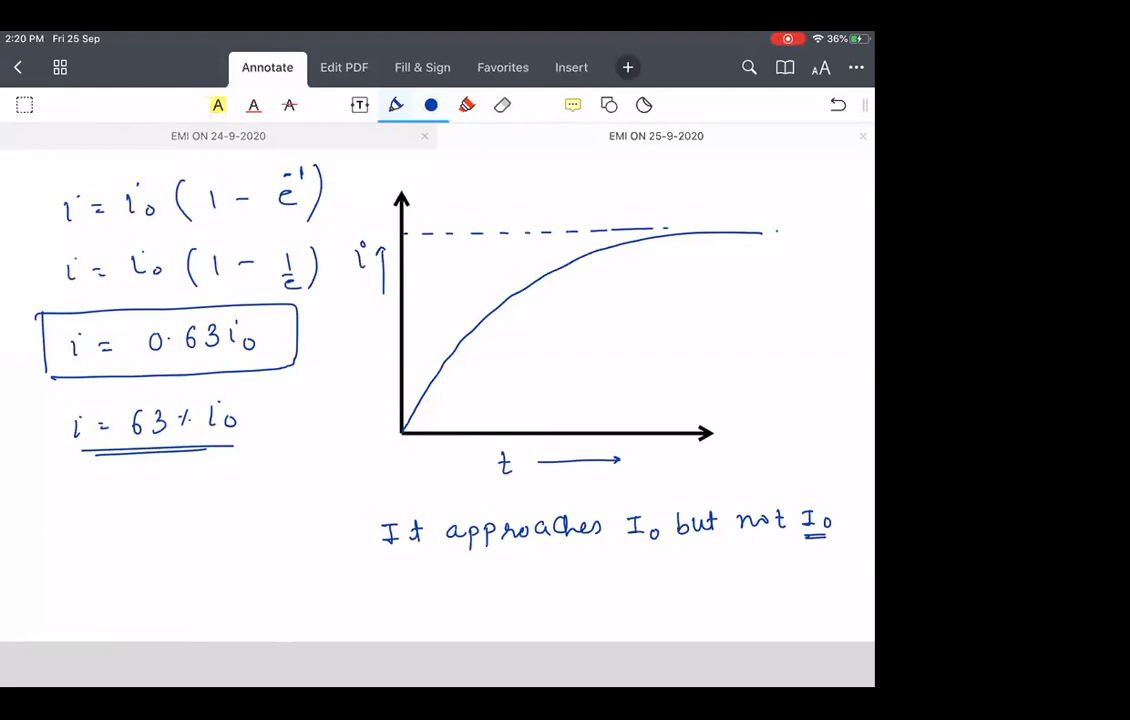 2:20 PM Fri 25 Sep 36%
Annotate Edit PDF Fill & Sign Favorites Insert + AA
A A A T
EMI ON 24-9-2020 × EMI ON 25-9-2020 ×
i = i₀ (1 - e⁻¹)
i = i₀ (1 - 1/e)
i = 0.63 i₀
i = 63% i₀
i
t
It approaches I₀ but not I₀